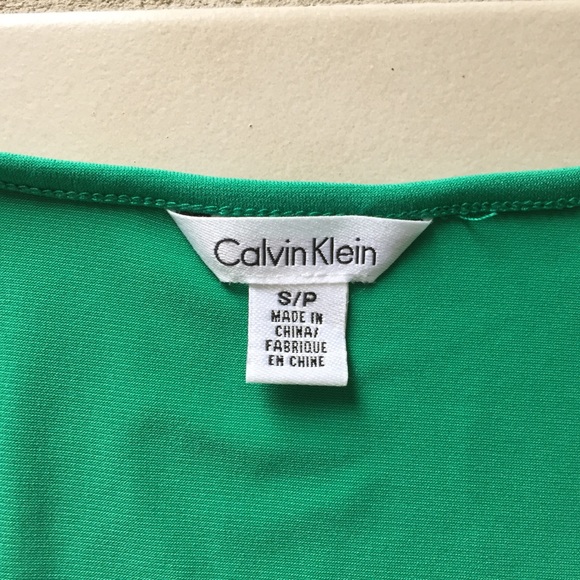 Calvin Klein
S/P
MADE IN
CHINA/
FABRIQUE
EN CHINE